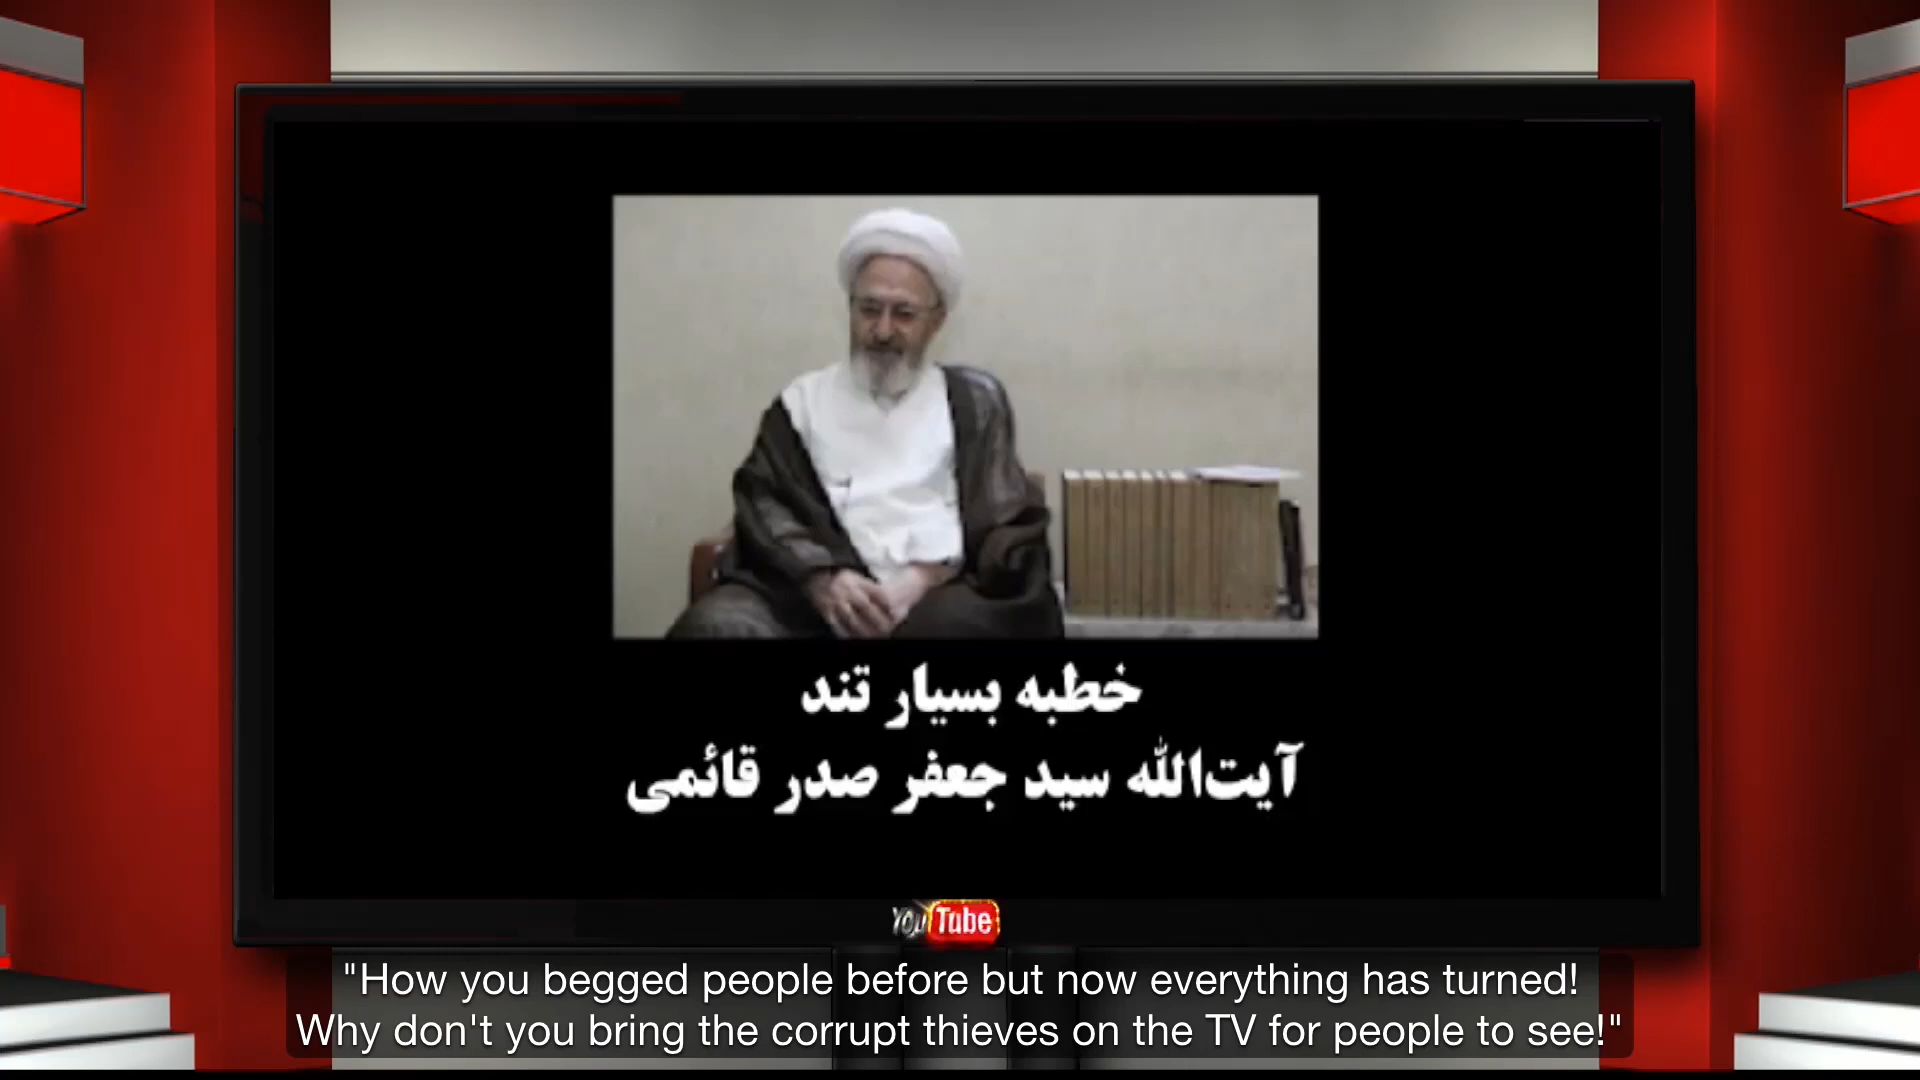 خطبه بسیار تند
آیت‌الله سید جعفر صدر قائمی
YouTube
"How you begged people before but now everything has turned!
Why don't you bring the corrupt thieves on the TV for people to see!"